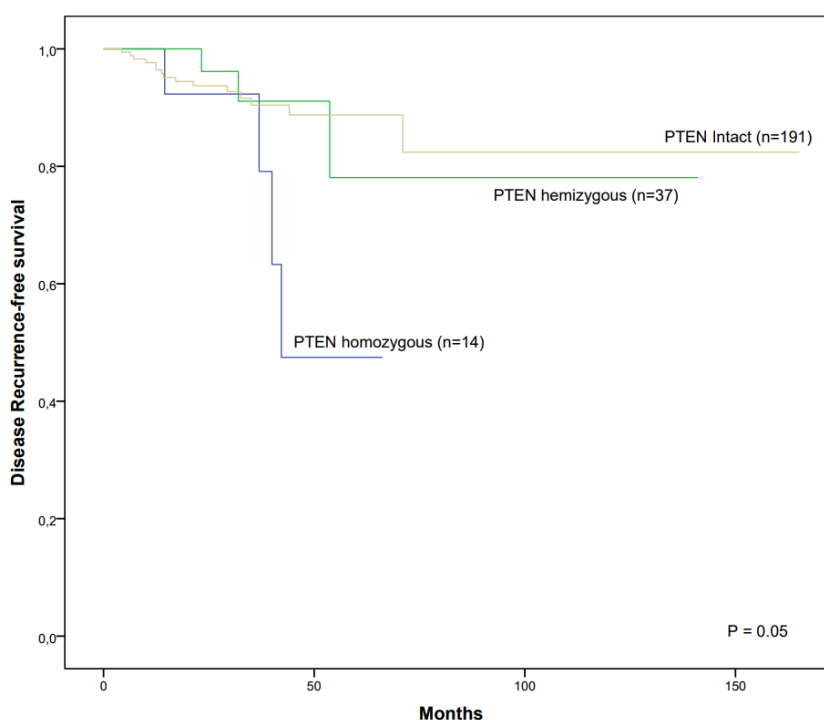 1,0
PTEN Intact (n=191)
0,8
PTEN hemizygous (n=37)
0,6
PTEN homozygous (n=14)
0,4
0,2
0,0
P = 0.05
Disease Recurrence-free survival
0
50
100
150
Months